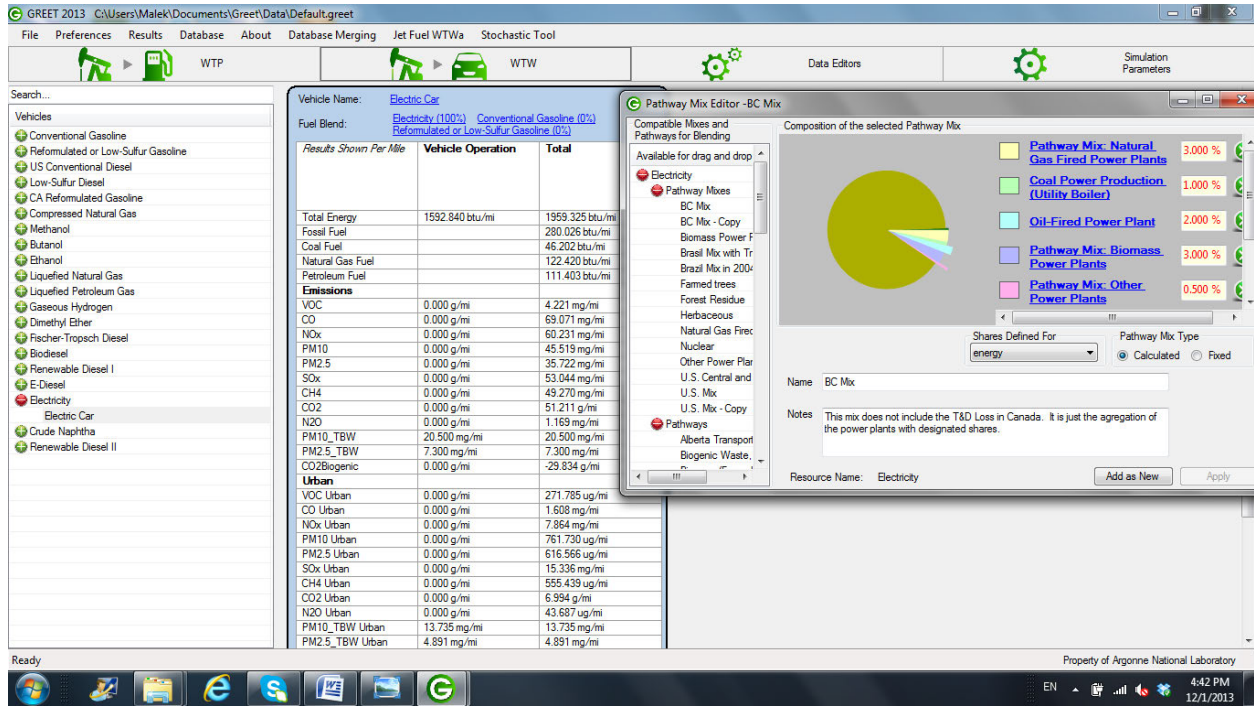 GREET 2013 C:\Users\Malek\Documents\Greet\Data\Default.greet
File Preferences Results Database About Database Merging Jet Fuel WTWa Stochastic Tool
WTP WTW Data Editors Simulation Parameters
Search...
Vehicles
Conventional Gasoline
Reformulated or Low-Sulfur Gasoline
US Conventional Diesel
Low-Sulfur Diesel
CA Reformulated Gasoline
Compressed Natural Gas
Methanol
Butanol
Ethanol
Liquefied Natural Gas
Liquefied Petroleum Gas
Gaseous Hydrogen
Dimethyl Ether
Fischer-Tropsch Diesel
Biodiesel
Renewable Diesel I
E-Diesel
Electricity
Electric Car
Crude Naphtha
Renewable Diesel II
Vehicle Name: Electric Car
Fuel Blend: Electricity (100%) Conventional Gasoline (0%)
Reformulated or Low-Sulfur Gasoline (0%)
Results Shown Per Mile Vehicle Operation Total
Total Energy 1592.840 btu/mi 1959.325 btu/mi
Fossil Fuel 280.026 btu/mi
Coal Fuel 46.202 btu/mi
Natural Gas Fuel 122.420 btu/mi
Petroleum Fuel 111.403 btu/mi
Emissions
VOC 0.000 g/mi 4.221 mg/mi
CO 0.000 g/mi 69.071 mg/mi
NOx 0.000 g/mi 60.231 mg/mi
PM10 0.000 g/mi 45.519 mg/mi
PM2.5 0.000 g/mi 35.722 mg/mi
SOx 0.000 g/mi 53.044 mg/mi
CH4 0.000 g/mi 49.270 mg/mi
CO2 0.000 g/mi 51.211 g/mi
N2O 0.000 g/mi 1.169 mg/mi
PM10_TBW 20.500 mg/mi 20.500 mg/mi
PM2.5_TBW 7.300 mg/mi 7.300 mg/mi
CO2Biogenic 0.000 g/mi -29.834 g/mi
Urban
VOC Urban 0.000 g/mi 271.785 ug/mi
CO Urban 0.000 g/mi 1.608 mg/mi
NOx Urban 0.000 g/mi 7.864 mg/mi
PM10 Urban 0.000 g/mi 761.730 ug/mi
PM2.5 Urban 0.000 g/mi 616.566 ug/mi
SOx Urban 0.000 g/mi 15.336 mg/mi
CH4 Urban 0.000 g/mi 555.439 ug/mi
CO2 Urban 0.000 g/mi 6.994 g/mi
N2O Urban 0.000 g/mi 43.687 ug/mi
PM10_TBW Urban 13.735 mg/mi 13.735 mg/mi
PM2.5_TBW Urban 4.891 mg/mi 4.891 mg/mi
Pathway Mix Editor -BC Mix
Compatible Mixes and
Pathways for Blending
Available for drag and drop
Electricity
Pathway Mixes
BC Mix
BC Mix - Copy
Biomass Power
Brasil Mix with Tr
Brazil Mix in 2004
Farmed trees
Forest Residue
Herbaceous
Natural Gas Firec
Nuclear
Other Power Plar
U.S. Central and
U.S. Mix
U.S. Mix - Copy
Pathways
Alberta Transport
Biogenic Waste,
Composition of the selected Pathway Mix
Pathway Mix: Natural
Gas Fired Power Plants
3.000 %
Coal Power Production
(Utility Boiler)
1.000 %
Oil-Fired Power Plant
2.000 %
Pathway Mix: Biomass
Power Plants
3.000 %
Pathway Mix: Other
Power Plants
0.500 %
Shares Defined For
energy
Pathway Mix Type
Calculated Fixed
Name BC Mix
Notes This mix does not include the T&D Loss in Canada. It is just the agregation of
the power plants with designated shares.
Resource Name: Electricity
Add as New Apply
Ready
Property of Argonne National Laboratory
EN
4:42 PM
12/1/2013